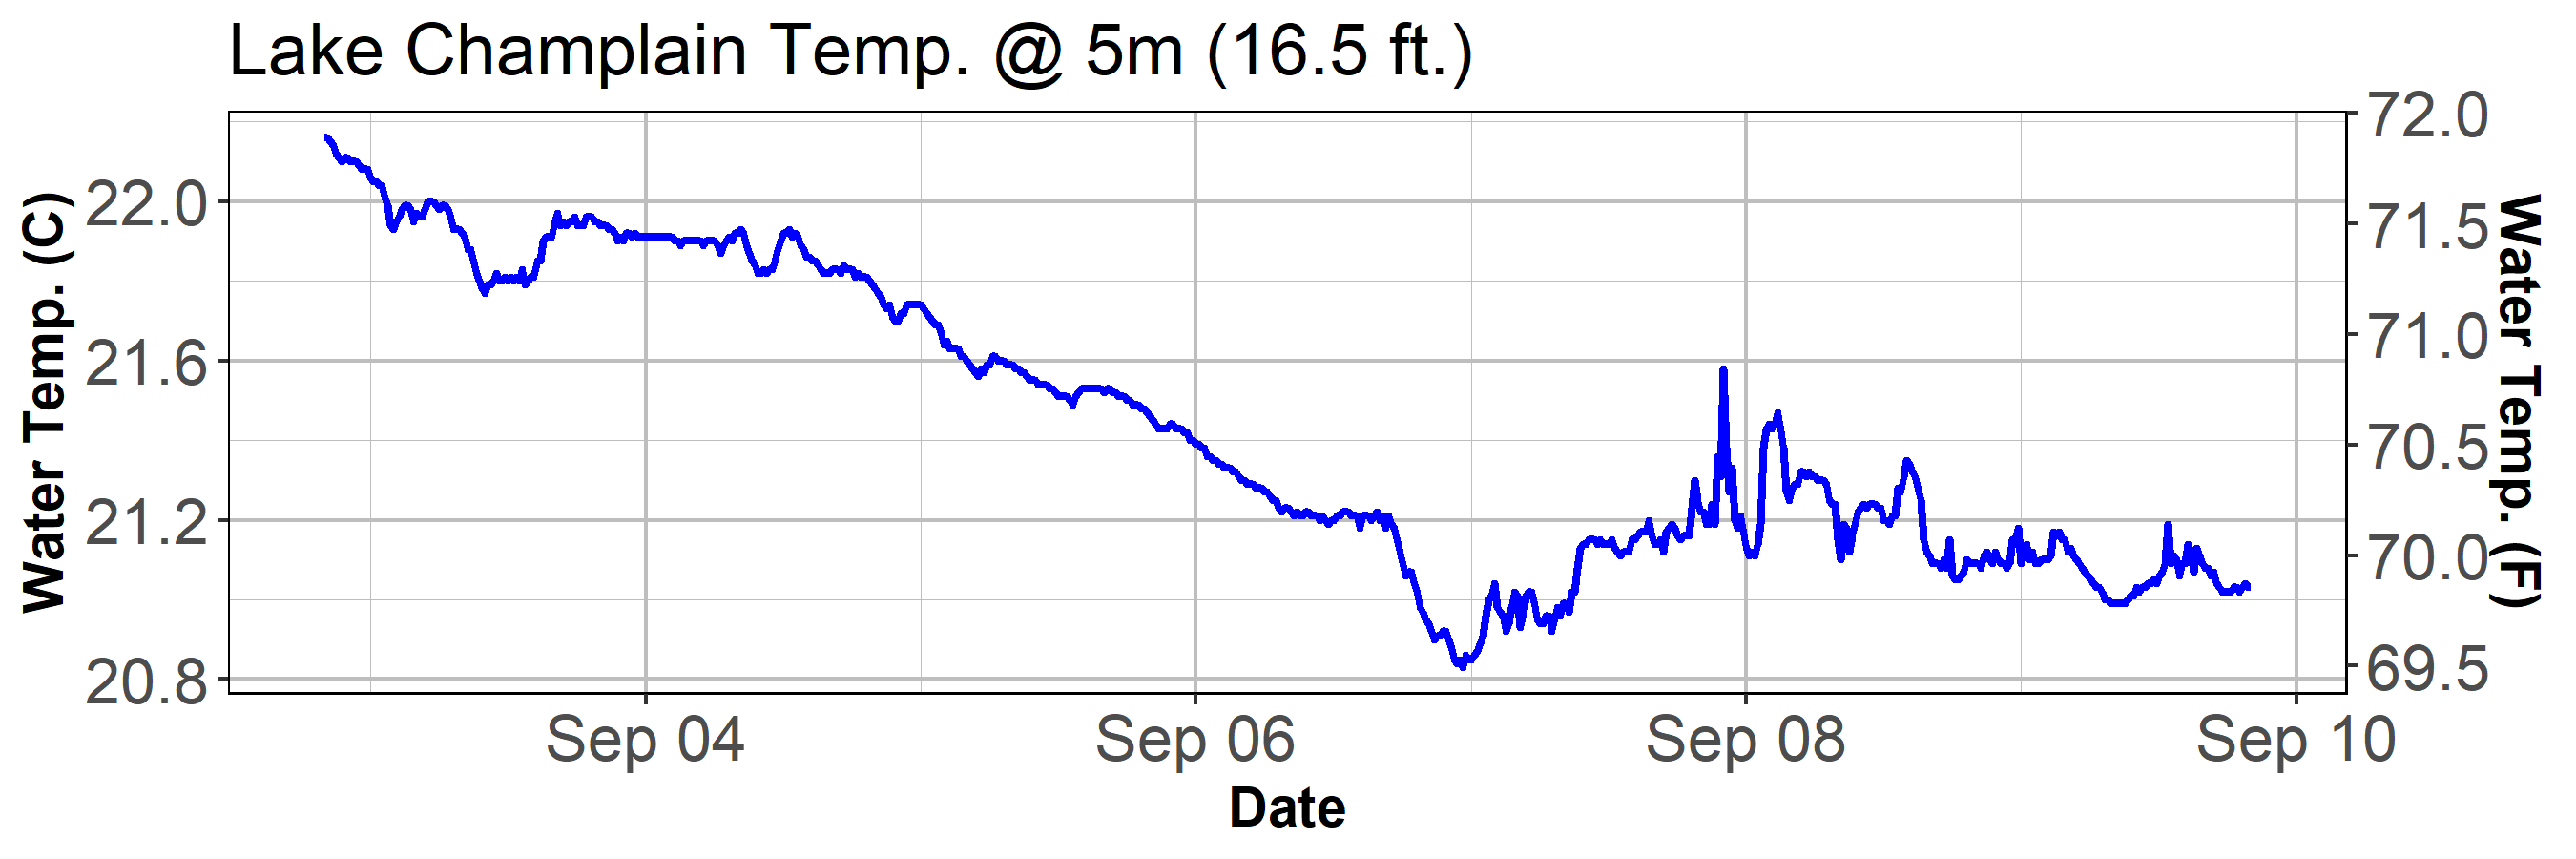 Lake Champlain Temp. @ 5m (16.5 ft.)
Water Temp. (C)
22.0
21.6
21.2
20.8
72.0
71.5
71.0
70.5
70.0
69.5
Water Temp. (F)
Sep 04
Sep 06
Sep 08
Sep 10
Date